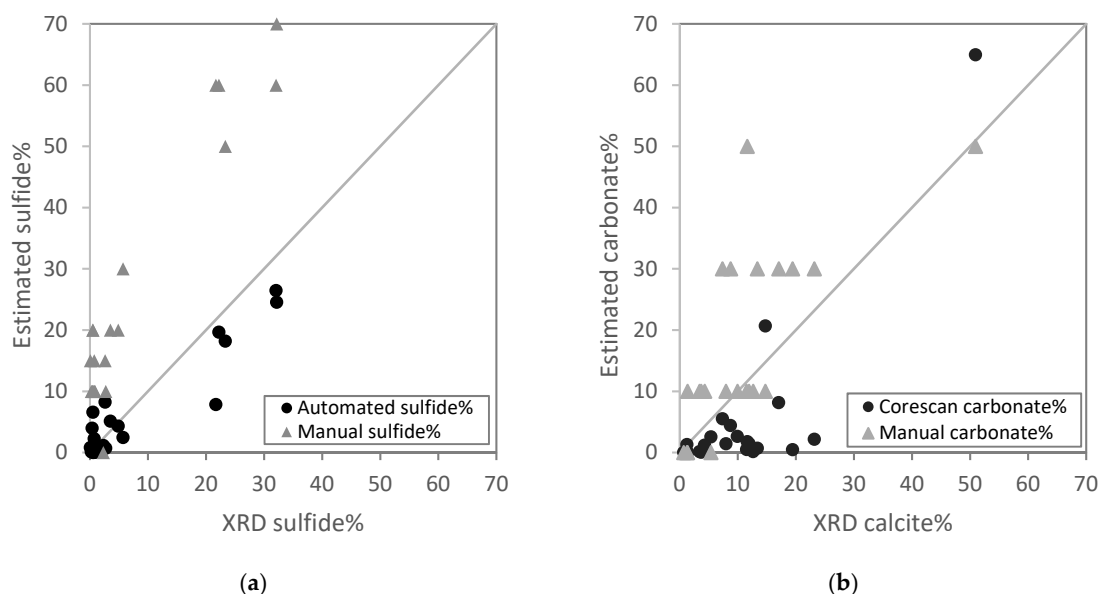 70
60
50
40
30
20
10
0
Estimated sulfide%
Automated sulfide%
Manual sulfide%
0 10 20 30 40 50 60 70
XRD sulfide%
(a)
70
60
50
40
30
20
10
0
Estimated carbonate%
Corescan carbonate%
Manual carbonate%
0 10 20 30 40 50 60 70
XRD calcite%
(b)